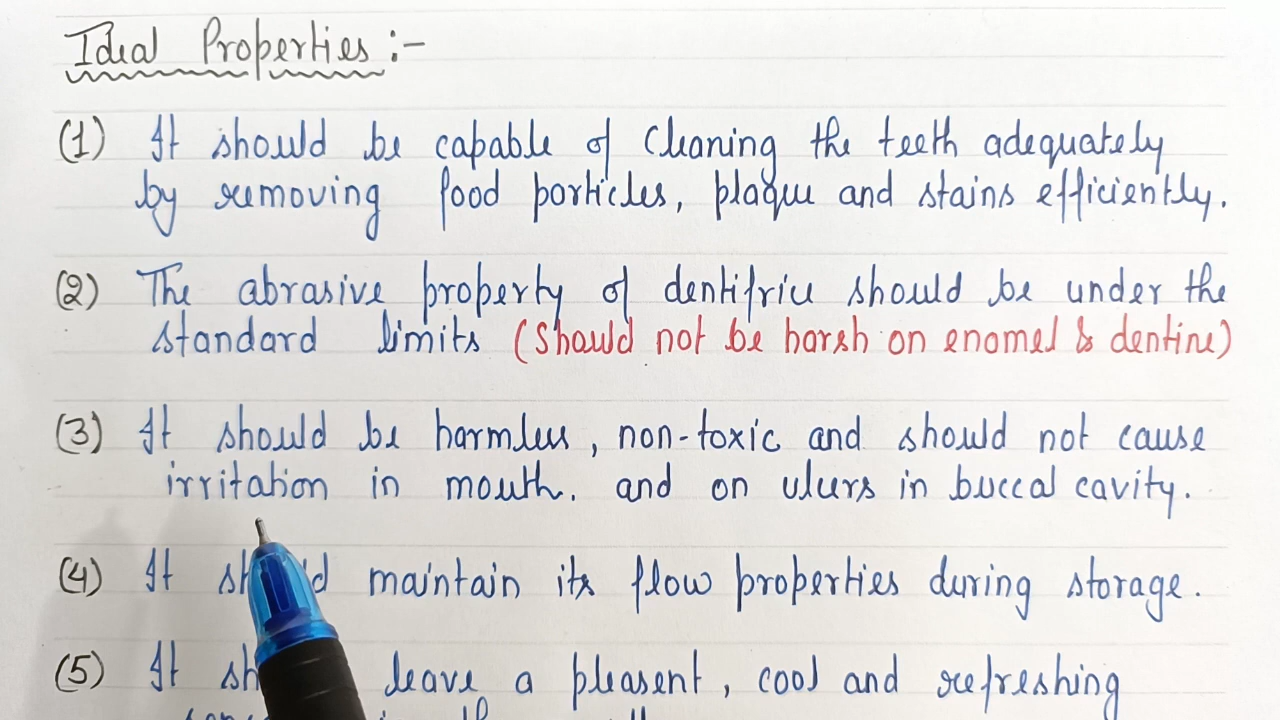 Ideal Properties :-
(1) It should be capable of cleaning the teeth adequately
by removing food particles, plaque and stains efficiently.
(2) The abrasive property of dentifrice should be under the
standard limits (should not be harsh on enamel & dentine)
(3) It should be harmless, non-toxic and should not cause
irritation in mouth. and on ulcers in buccal cavity.
(4) It should maintain its flow properties during storage.
(5) It leave a pleasent, cool and refreshing